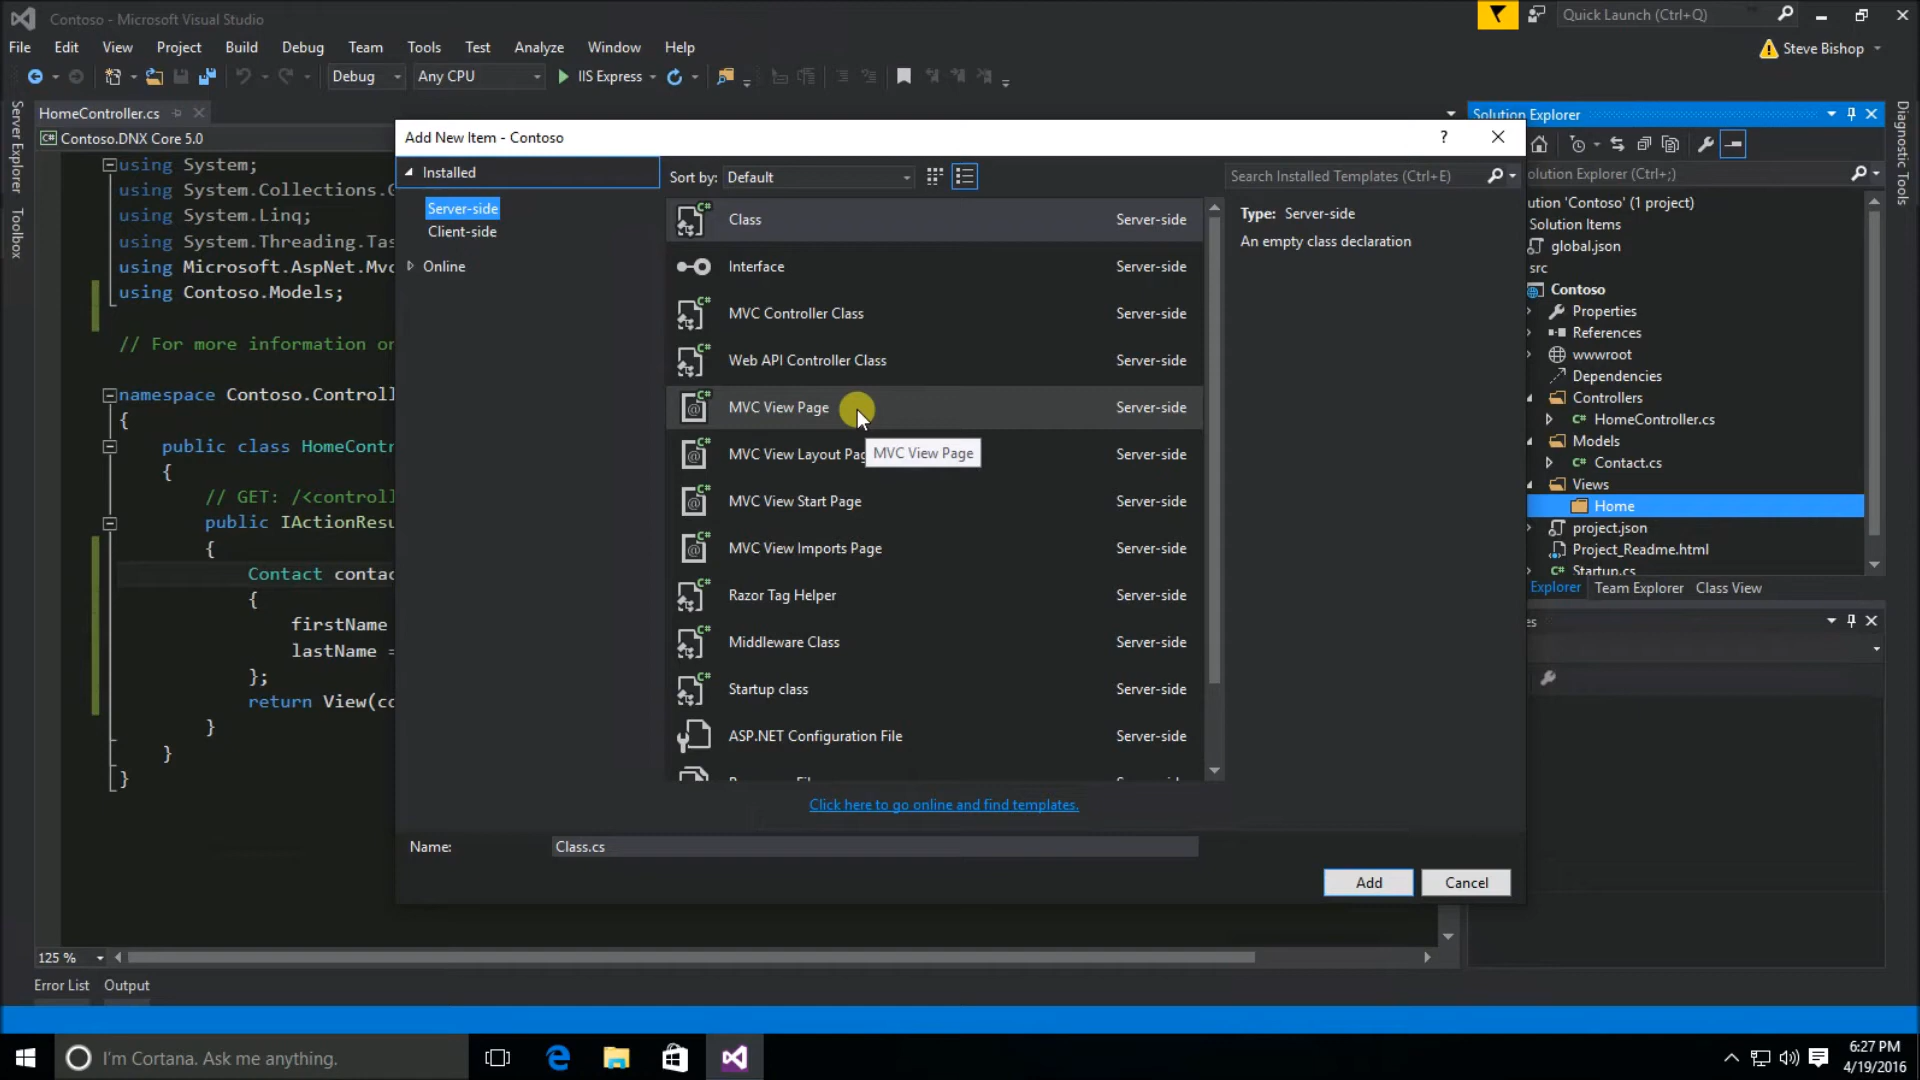 Contoso - Microsoft Visual Studio
Quick Launch (Ctrl+Q)
File Edit View Project Build Debug Team Tools Test Analyze Window Help
Steve Bishop
Debug Any CPU IIS Express
Server Explorer
Toolbox
HomeController.cs
Contoso.DNX Core 5.0
using System;
using System.Collections.
using System.Linq;
using System.Threading.Tas
using Microsoft.AspNet.Mvc
using Contoso.Models;
// For more information on
namespace Contoso.Controll
{
public class HomeContr
{
// GET: /<controll
public IActionResu
{
Contact contac
{
firstName
lastName =
};
return View(co
}
}
}
Add New Item - Contoso
?
Installed
Server-side
Client-side
Online
Sort by: Default
Search Installed Templates (Ctrl+E)
Class Server-side
Interface Server-side
MVC Controller Class Server-side
Web API Controller Class Server-side
MVC View Page Server-side
MVC View Layout Pag Server-side
MVC View Page
MVC View Start Page Server-side
MVC View Imports Page Server-side
Razor Tag Helper Server-side
Middleware Class Server-side
Startup class Server-side
ASP.NET Configuration File Server-side
Click here to go online and find templates.
Type: Server-side
An empty class declaration
Name: Class.cs
Add Cancel
Solution Explorer
olution Explorer (Ctrl+;)
ution 'Contoso' (1 project)
Solution Items
global.json
src
Contoso
Properties
References
wwwroot
Dependencies
Controllers
C# HomeController.cs
Models
C# Contact.cs
Views
Home
project.json
Project_Readme.html
C# Startup.cs
Explorer Team Explorer Class View
es
Diagnostic Tools
125 %
Error List Output
I'm Cortana. Ask me anything.
6:27 PM
4/19/2016